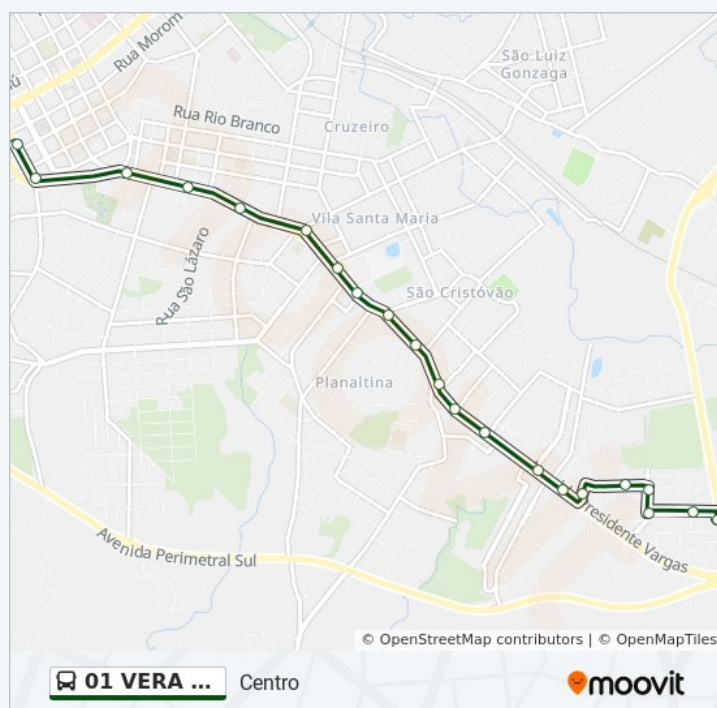 Rua Morom
São Luiz
Gonzaga
Rua Rio Branco
Cruzeiro
Vila Santa Maria
Rua São Lázaro
São Cristóvão
Planaltina
Presidente Vargas
Avenida Perimetral Sul
© OpenStreetMap contributors | © OpenMapTiles
01 VERA ...
Centro
moovit